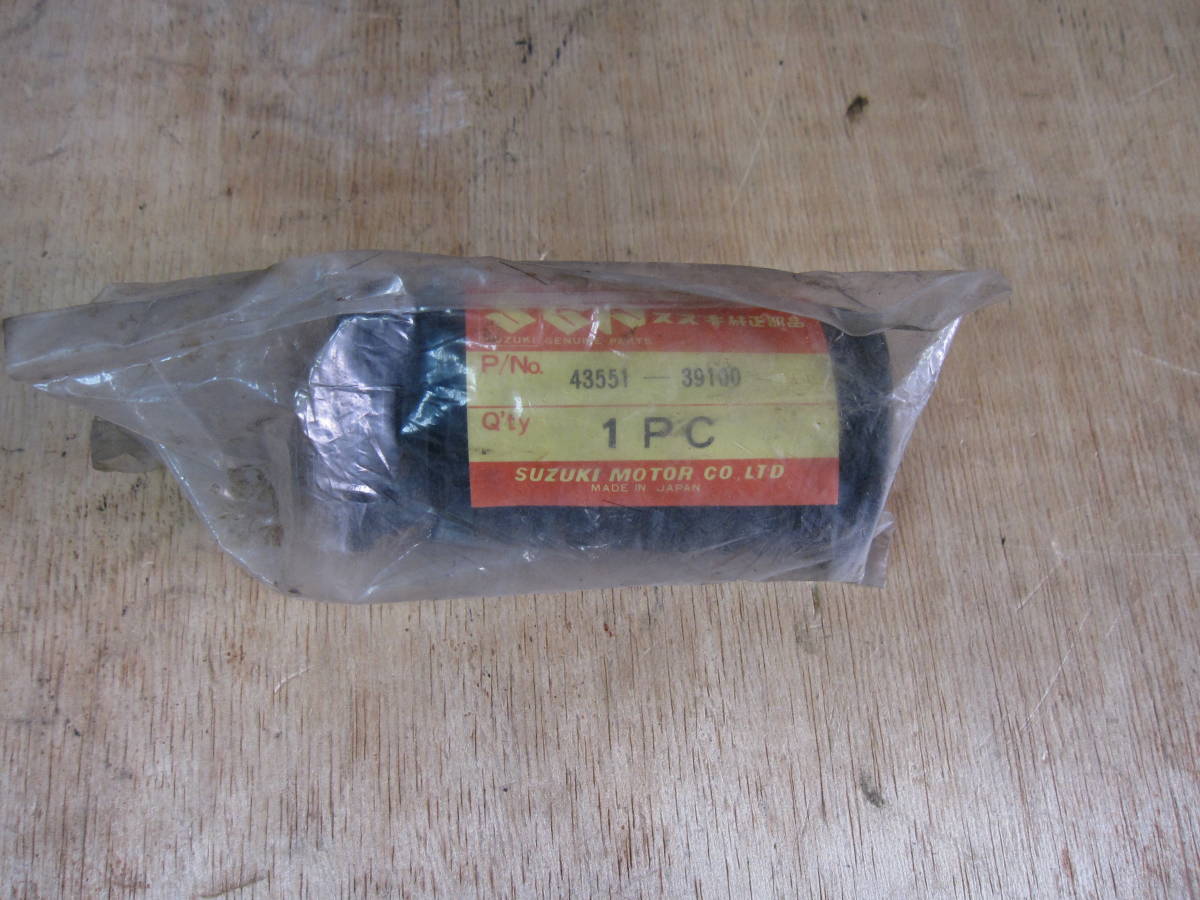 スズキ純正部品
SUZUKI GENUINE PARTS
P/No. 43551 — 39100
Q'ty 1 PC
SUZUKI MOTOR CO., LTD
MADE IN JAPAN